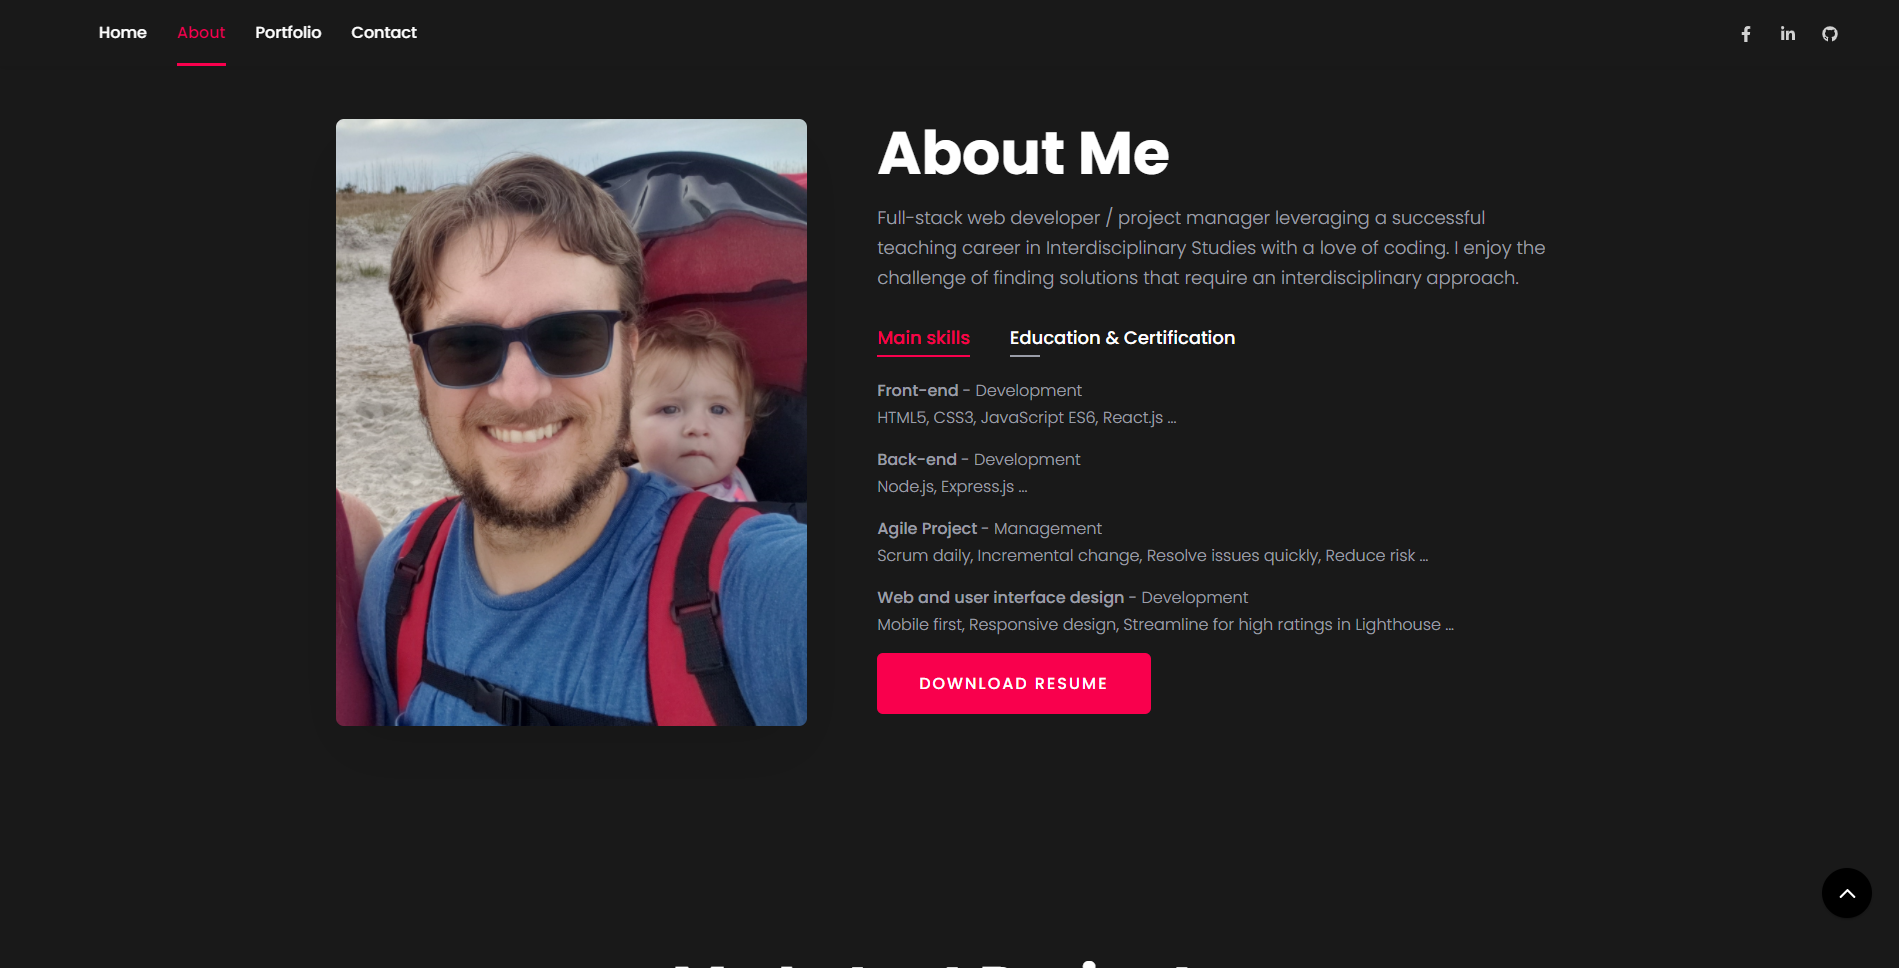 Home About Portfolio Contact
About Me
Full-stack web developer / project manager leveraging a successful
teaching career in Interdisciplinary Studies with a love of coding. I enjoy the
challenge of finding solutions that require an interdisciplinary approach.
Main skills Education & Certification
Front-end - Development
HTML5, CSS3, JavaScript ES6, React.js ...
Back-end - Development
Node.js, Express.js ...
Agile Project - Management
Scrum daily, Incremental change, Resolve issues quickly, Reduce risk ...
Web and user interface design - Development
Mobile first, Responsive design, Streamline for high ratings in Lighthouse ...
DOWNLOAD RESUME